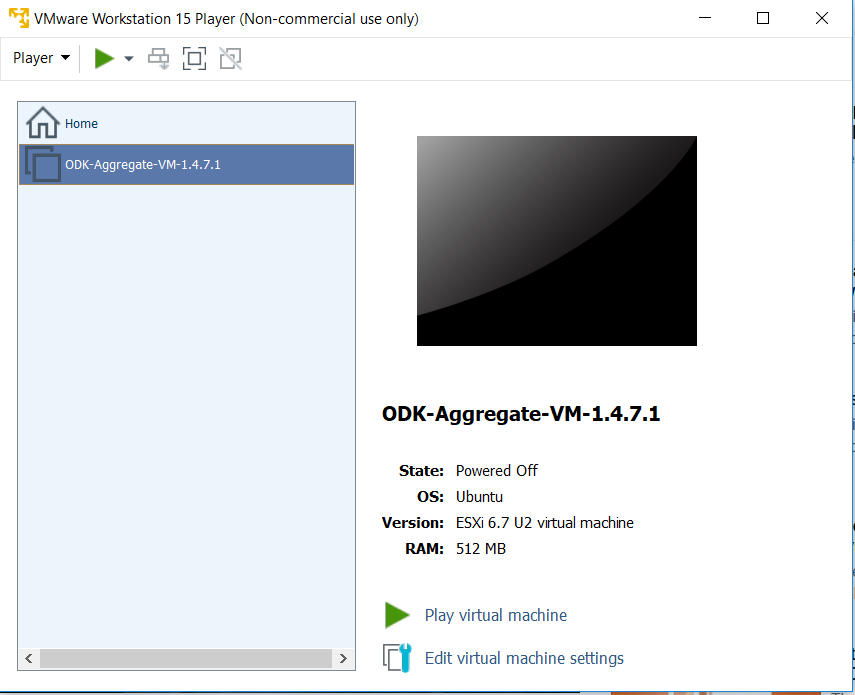 VMware Workstation 15 Player (Non-commercial use only)
Player
Home
ODK-Aggregate-VM-1.4.7.1
ODK-Aggregate-VM-1.4.7.1
State: Powered Off
OS: Ubuntu
Version: ESXi 6.7 U2 virtual machine
RAM: 512 MB
Play virtual machine
Edit virtual machine settings